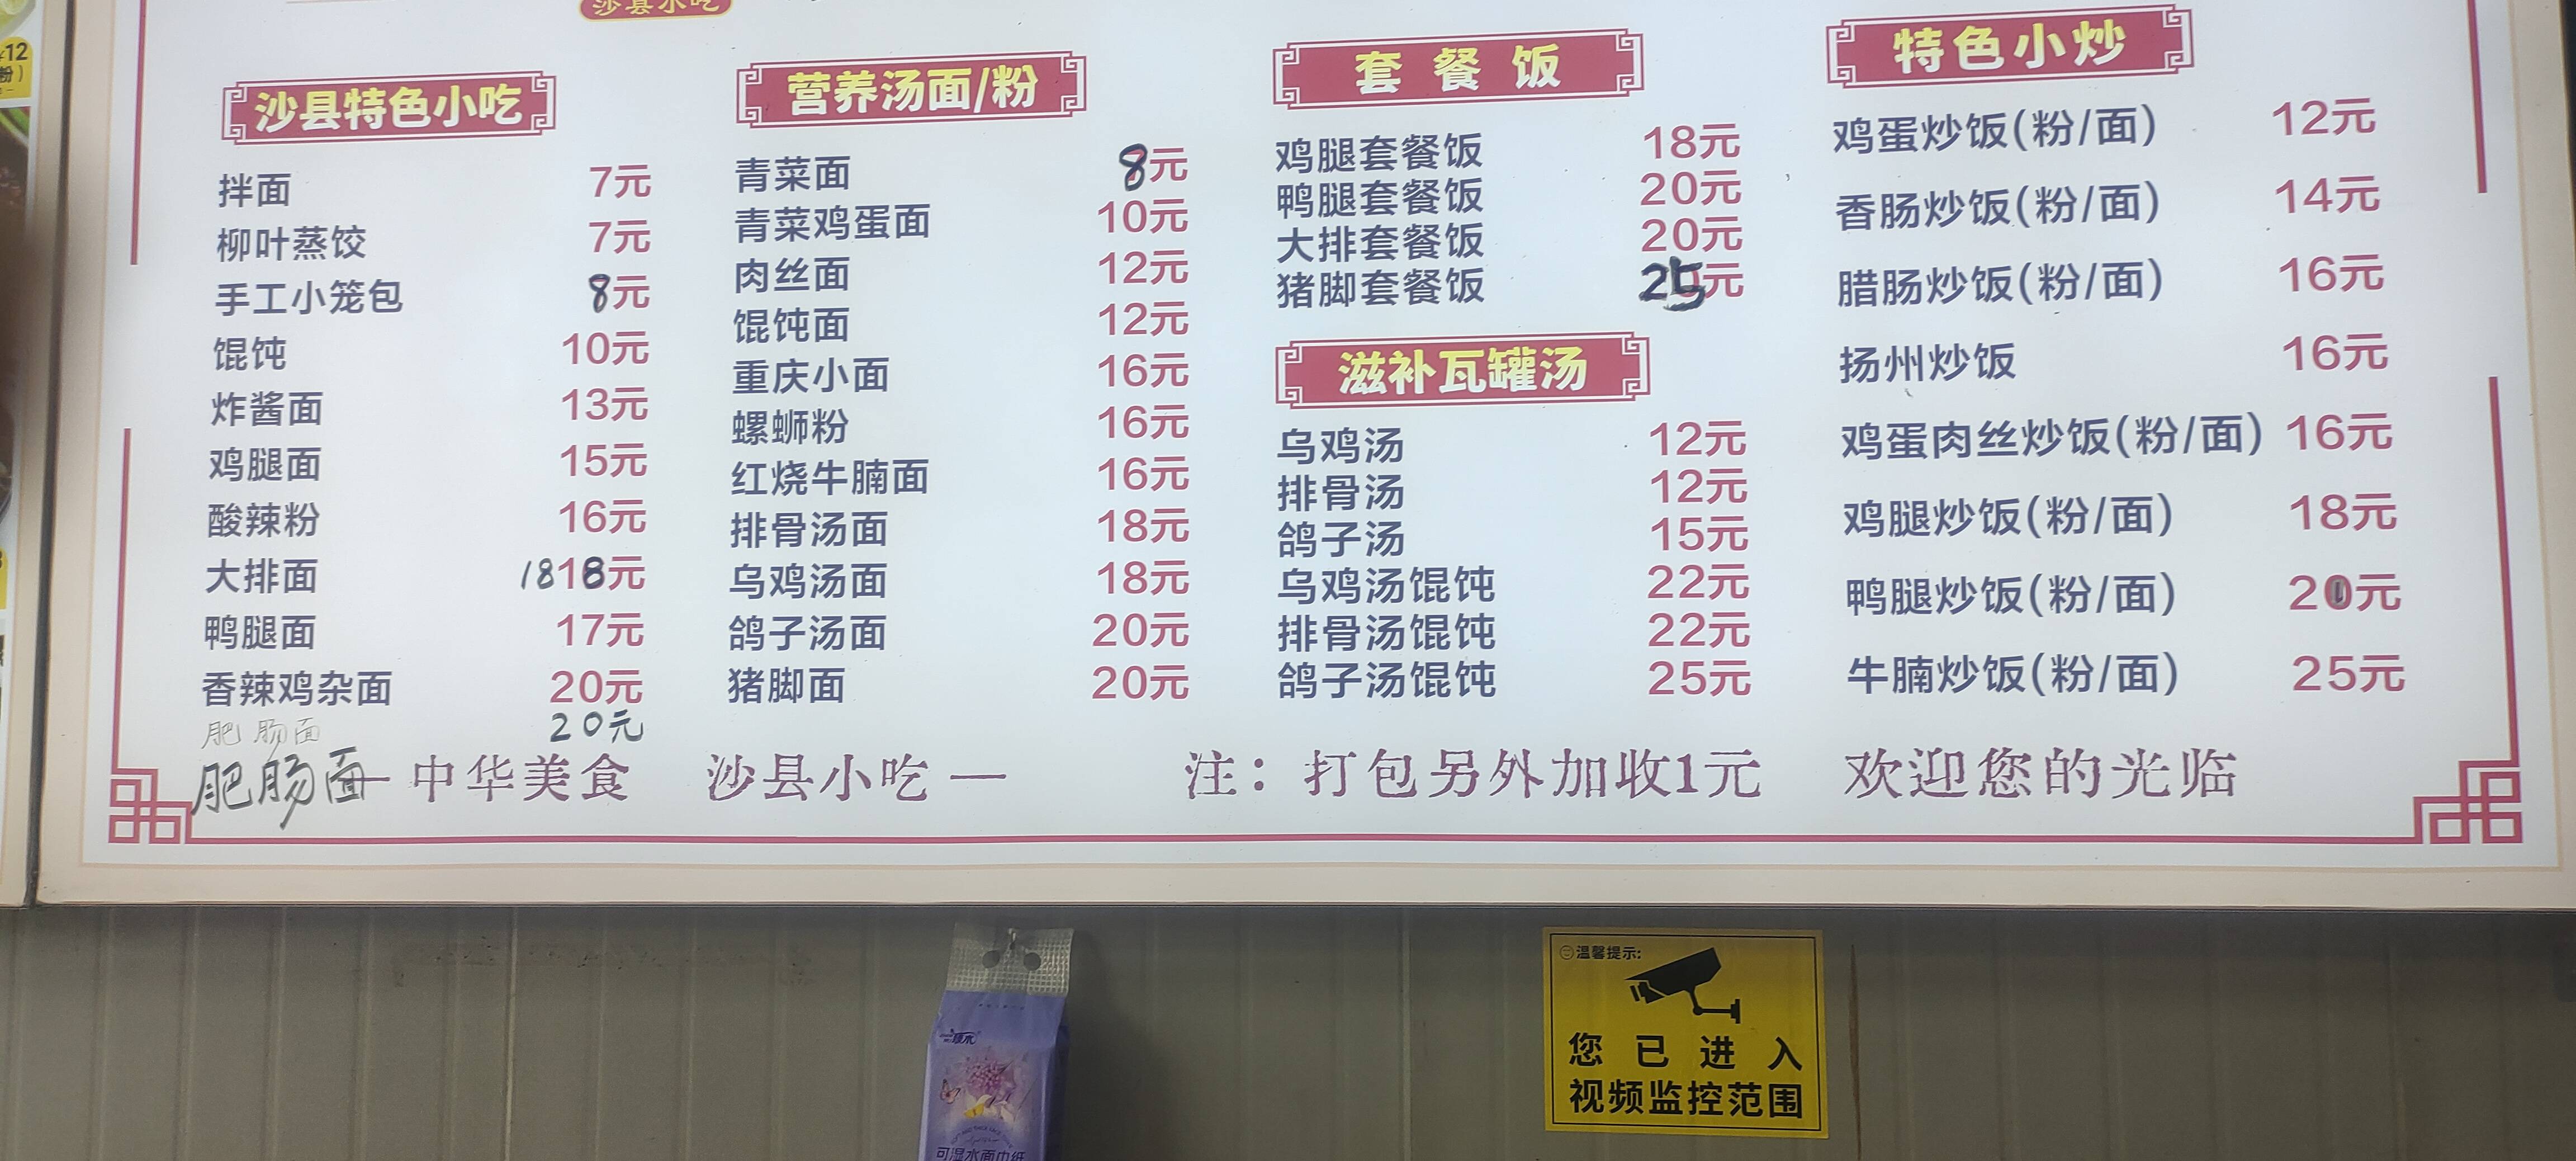 沙县小吃
¥12
粉)
沙县特色小吃
拌面 7元
柳叶蒸饺 7元
手工小笼包 8元
馄饨 10元
炸酱面 13元
鸡腿面 15元
酸辣粉 16元
大排面 18 18元
鸭腿面 17元
香辣鸡杂面 20元
肥肠面 20元
肥肠面
营养汤面/粉
青菜面 8元
青菜鸡蛋面 10元
肉丝面 12元
馄饨面 12元
重庆小面 16元
螺蛳粉 16元
红烧牛腩面 16元
排骨汤面 18元
乌鸡汤面 18元
鸽子汤面 20元
猪脚面 20元
套餐饭
鸡腿套餐饭 18元
鸭腿套餐饭 20元
大排套餐饭 20元
猪脚套餐饭 25元
滋补瓦罐汤
乌鸡汤 12元
排骨汤 12元
鸽子汤 15元
乌鸡汤馄饨 22元
排骨汤馄饨 22元
鸽子汤馄饨 25元
特色小炒
鸡蛋炒饭(粉/面) 12元
香肠炒饭(粉/面) 14元
腊肠炒饭(粉/面) 16元
扬州炒饭 16元
鸡蛋肉丝炒饭(粉/面) 16元
鸡腿炒饭(粉/面) 18元
鸭腿炒饭(粉/面) 20元
牛腩炒饭(粉/面) 25元
— 中华美食 沙县小吃 — 注：打包另外加收1元 欢迎您的光临
温馨提示:
您已进入
视频监控范围
可湿水面巾纸